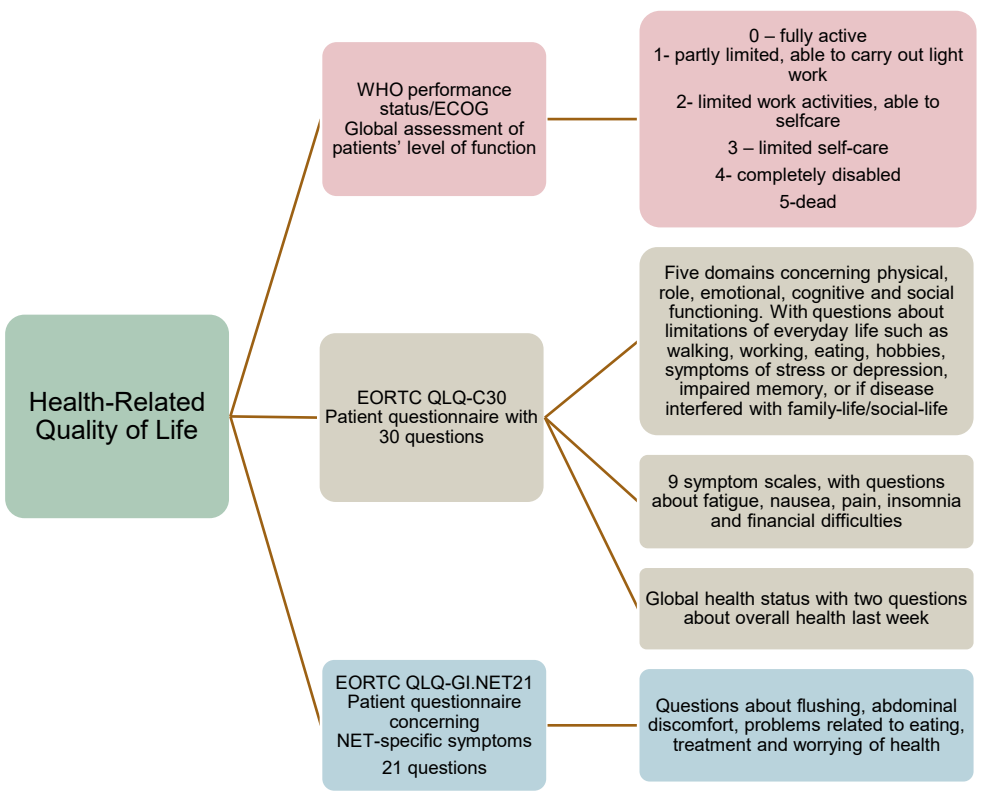 Health-Related
Quality of Life
WHO performance
status/ECOG
Global assessment of
patients’ level of function
0 – fully active
1- partly limited, able to carry out light
work
2- limited work activities, able to
selfcare
3 – limited self-care
4- completely disabled
5-dead
EORTC QLQ-C30
Patient questionnaire with
30 questions
Five domains concerning physical,
role, emotional, cognitive and social
functioning. With questions about
limitations of everyday life such as
walking, working, eating, hobbies,
symptoms of stress or depression,
impaired memory, or if disease
interfered with family-life/social-life
9 symptom scales, with questions
about fatigue, nausea, pain, insomnia
and financial difficulties
Global health status with two questions
about overall health last week
EORTC QLQ-GI.NET21
Patient questionnaire
concerning
NET-specific symptoms
21 questions
Questions about flushing, abdominal
discomfort, problems related to eating,
treatment and worrying of health